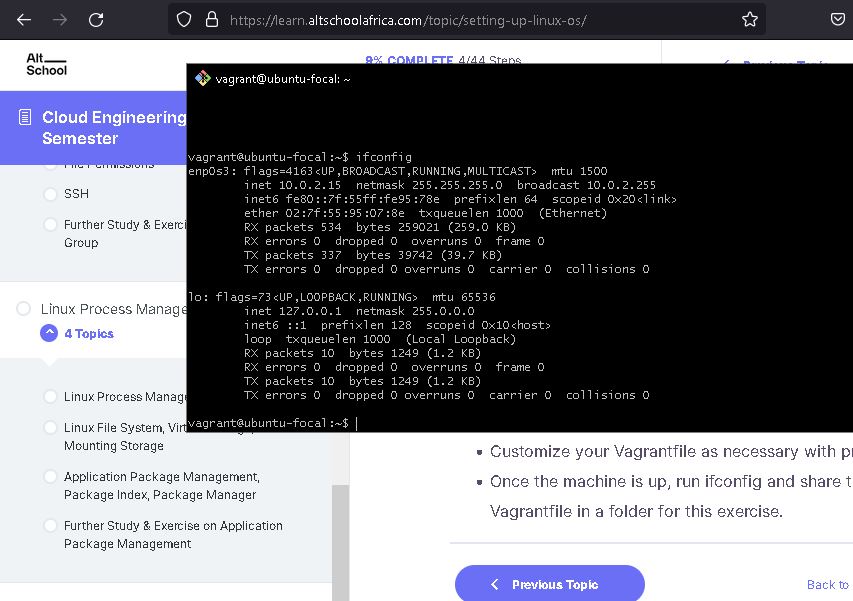 https://learn.altschoolafrica.com/topic/setting-up-linux-os/
Alt
School
8% COMPLETE 4/44 Steps
Previous Topic
Cloud Engineering
Semester
File Permissions
SSH
Further Study & Exerci
Group
Linux Process Manage
4 Topics
Linux Process Manage
Linux File System, Virt
Mounting Storage
Application Package Management,
Package Index, Package Manager
Further Study & Exercise on Application
Package Management
vagrant@ubuntu-focal: ~
vagrant@ubuntu-focal:~$ ifconfig
enp0s3: flags=4163<UP,BROADCAST,RUNNING,MULTICAST>  mtu 1500
inet 10.0.2.15  netmask 255.255.255.0  broadcast 10.0.2.255
inet6 fe80::7f:55ff:fe95:78e  prefixlen 64  scopeid 0x20<link>
ether 02:7f:55:95:07:8e  txqueuelen 1000  (Ethernet)
RX packets 534  bytes 259021 (259.0 KB)
RX errors 0  dropped 0  overruns 0  frame 0
TX packets 337  bytes 39742 (39.7 KB)
TX errors 0  dropped 0 overruns 0  carrier 0  collisions 0
lo: flags=73<UP,LOOPBACK,RUNNING>  mtu 65536
inet 127.0.0.1  netmask 255.0.0.0
inet6 ::1  prefixlen 128  scopeid 0x10<host>
loop  txqueuelen 1000  (Local Loopback)
RX packets 10  bytes 1249 (1.2 KB)
RX errors 0  dropped 0  overruns 0  frame 0
TX packets 10  bytes 1249 (1.2 KB)
TX errors 0  dropped 0 overruns 0  carrier 0  collisions 0
vagrant@ubuntu-focal:~$
Customize your Vagrantfile as necessary with p
Once the machine is up, run ifconfig and share t
Vagrantfile in a folder for this exercise.
Previous Topic
Back to